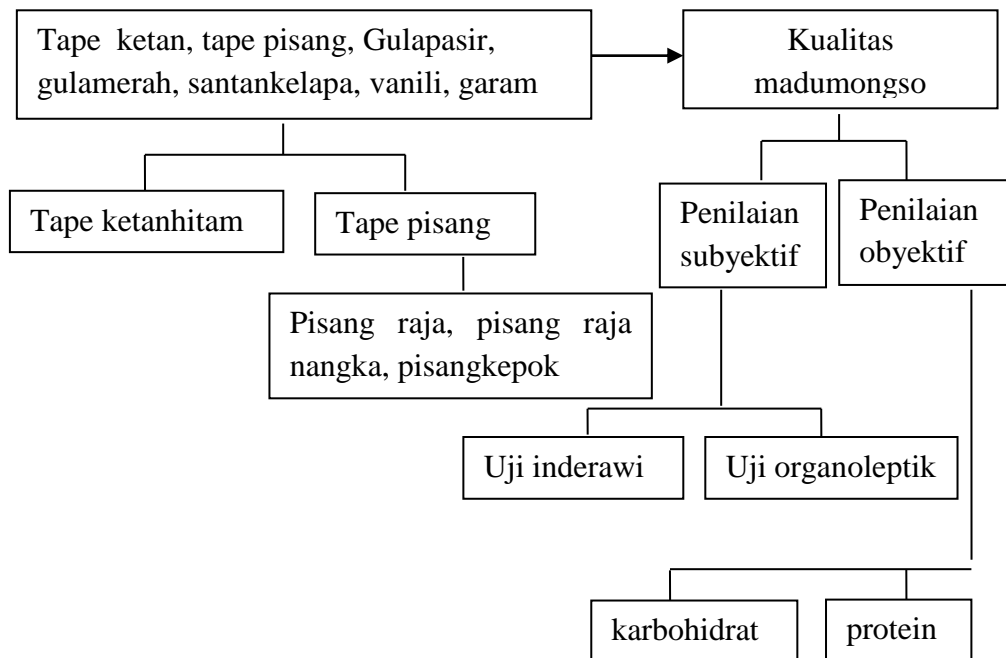 Tape ketan, tape pisang, Gulapasir,
gulamerah, santankelapa, vanili, garam
Kualitas
madumongso
Tape ketanhitam
Tape pisang
Penilaian
subyektif
Penilaian
obyektif
Pisang raja, pisang raja
nangka, pisangkepok
Uji inderawi
Uji organoleptik
karbohidrat
protein